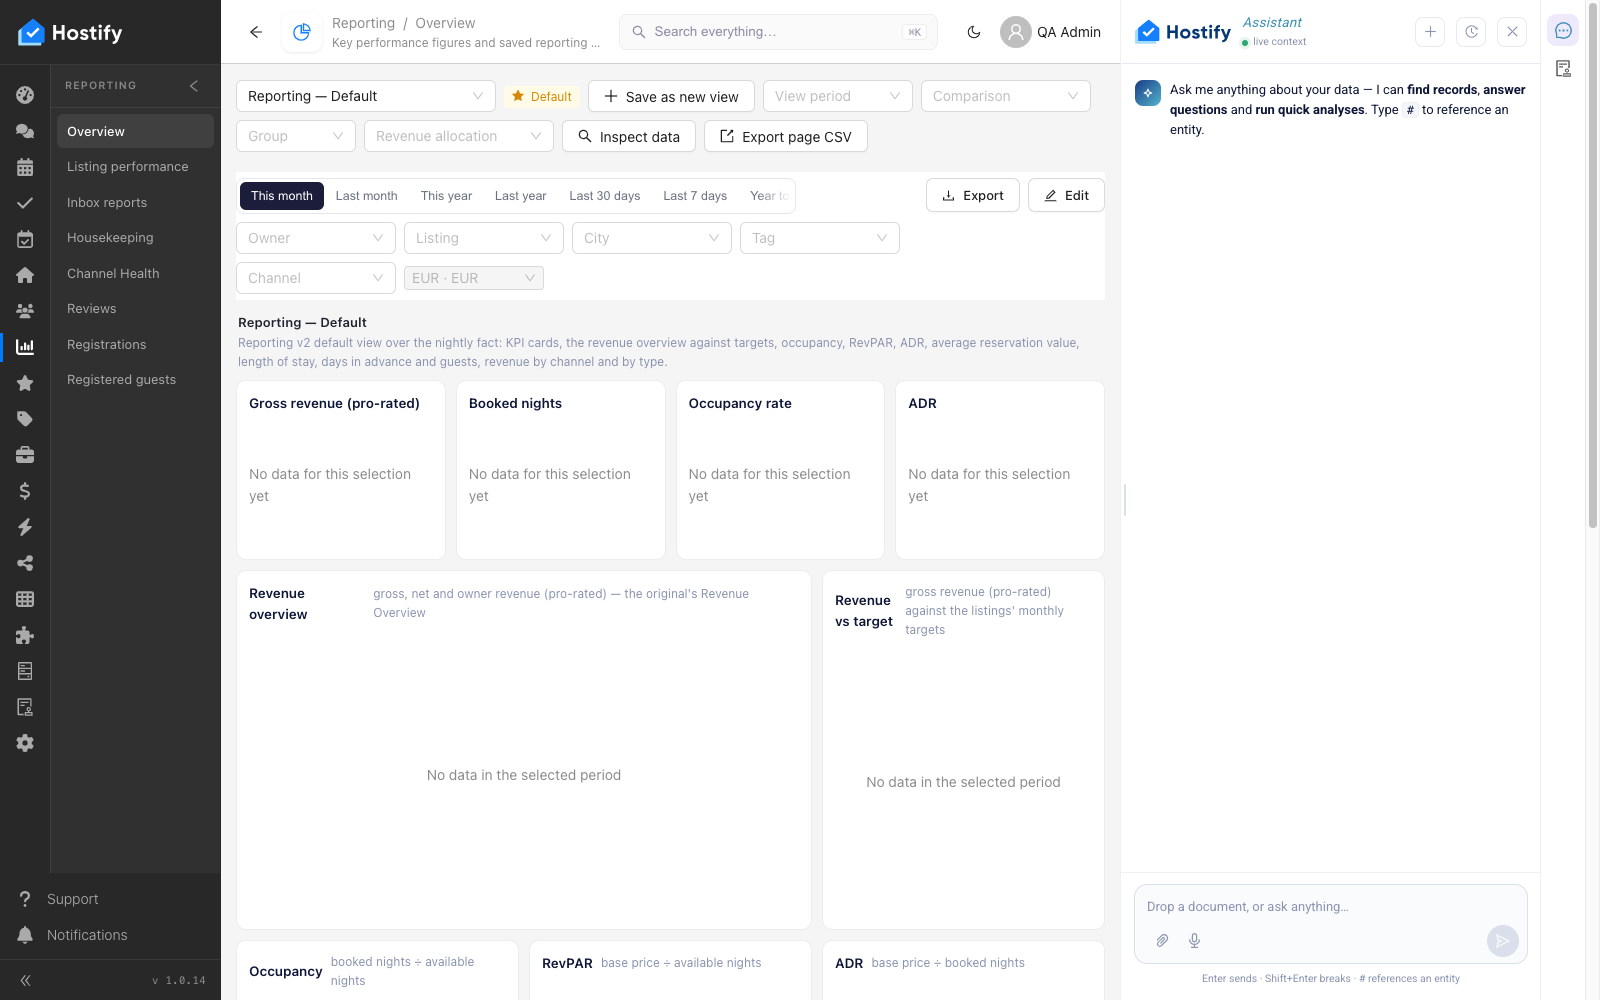 Hostify
REPORTING
Overview
Listing performance
Inbox reports
Housekeeping
Channel Health
Reviews
Registrations
Registered guests
Support
Notifications
v 1.0.14
Reporting / Overview
Key performance figures and saved reporting ...
Search everything...
⌘K
QA Admin
Reporting — Default
Default
Save as new view
View period
Comparison
Group
Revenue allocation
Inspect data
Export page CSV
This month
Last month
This year
Last year
Last 30 days
Last 7 days
Year to
Export
Edit
Owner
Listing
City
Tag
Channel
EUR · EUR
Reporting — Default
Reporting v2 default view over the nightly fact: KPI cards, the revenue overview against targets, occupancy, RevPAR, ADR, average reservation value,
length of stay, days in advance and guests, revenue by channel and by type.
Gross revenue (pro-rated)
No data for this selection
yet
Booked nights
No data for this selection
yet
Occupancy rate
No data for this selection
yet
ADR
No data for this selection
yet
Revenue
overview
gross, net and owner revenue (pro-rated) — the original's Revenue
Overview
No data in the selected period
Revenue
vs target
gross revenue (pro-rated)
against the listings' monthly
targets
No data in the selected period
Occupancy
booked nights ÷ available
nights
RevPAR
base price ÷ available nights
ADR
base price ÷ booked nights
Hostify
Assistant
live context
Ask me anything about your data — I can find records, answer
questions and run quick analyses. Type # to reference an
entity.
Drop a document, or ask anything...
Enter sends · Shift+Enter breaks · # references an entity